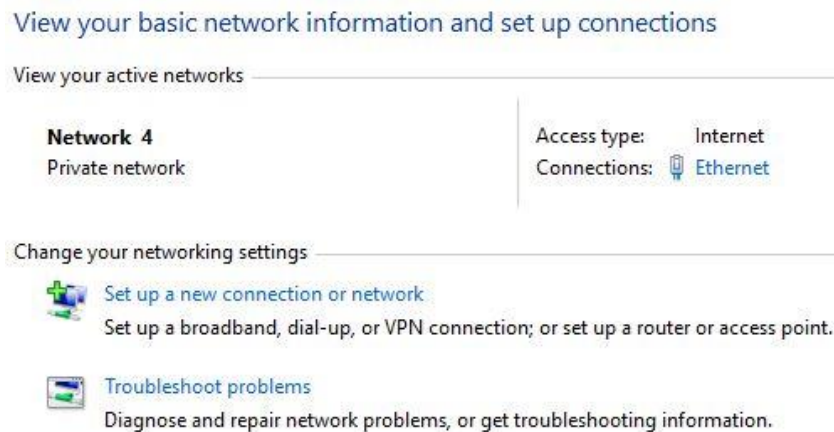 View your basic network information and set up connections
View your active networks
Network 4
Private network
Access type: Internet
Connections: Ethernet
Change your networking settings
Set up a new connection or network
Set up a broadband, dial-up, or VPN connection; or set up a router or access point.
Troubleshoot problems
Diagnose and repair network problems, or get troubleshooting information.